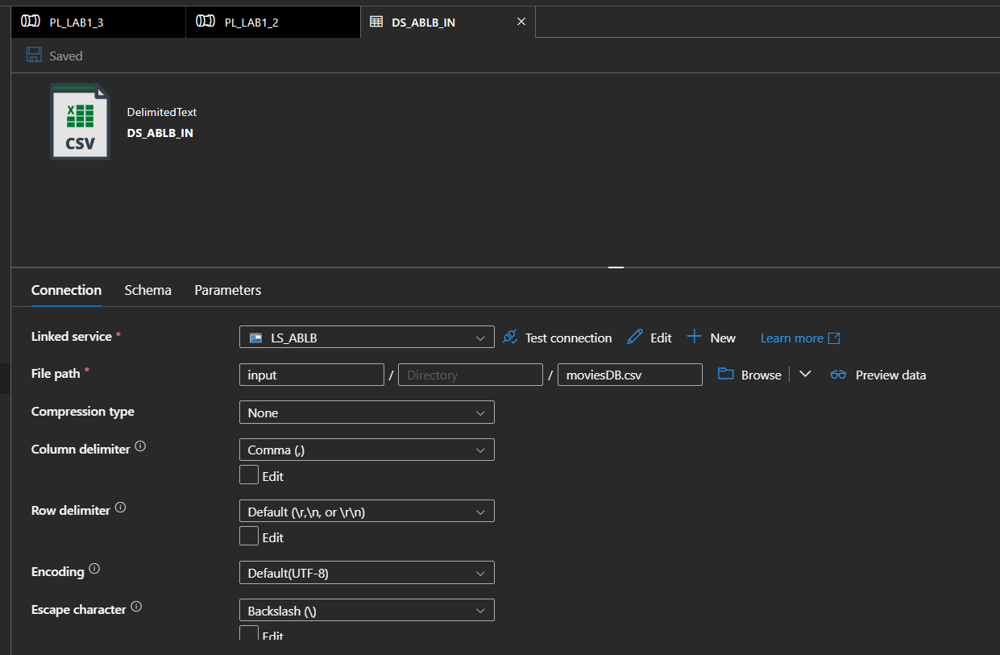 PL_LAB1_3 PL_LAB1_2 DS_ABLB_IN
Saved
X
CSV
DelimitedText
DS_ABLB_IN
Connection Schema Parameters
Linked service * LS_ABLB Test connection Edit New Learn more
File path * input / Directory / moviesDB.csv Browse Preview data
Compression type None
Column delimiter Comma (,)
Edit
Row delimiter Default (\r,\n, or \r\n)
Edit
Encoding Default(UTF-8)
Escape character Backslash (\)
Edit